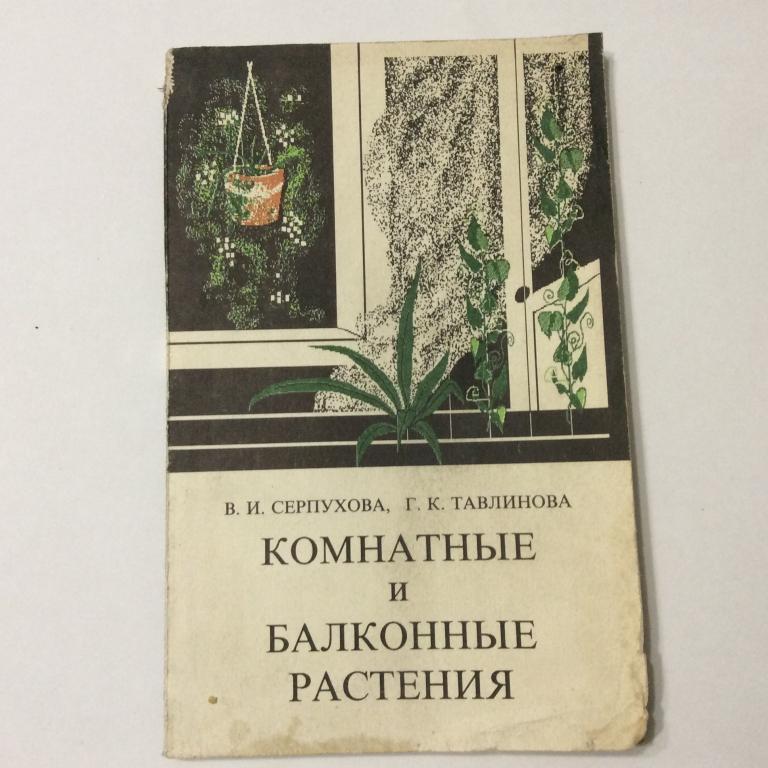 В. И. СЕРПУХОВА, Г. К. ТАВЛИНОВА
КОМНАТНЫЕ
И
БАЛКОННЫЕ
РАСТЕНИЯ